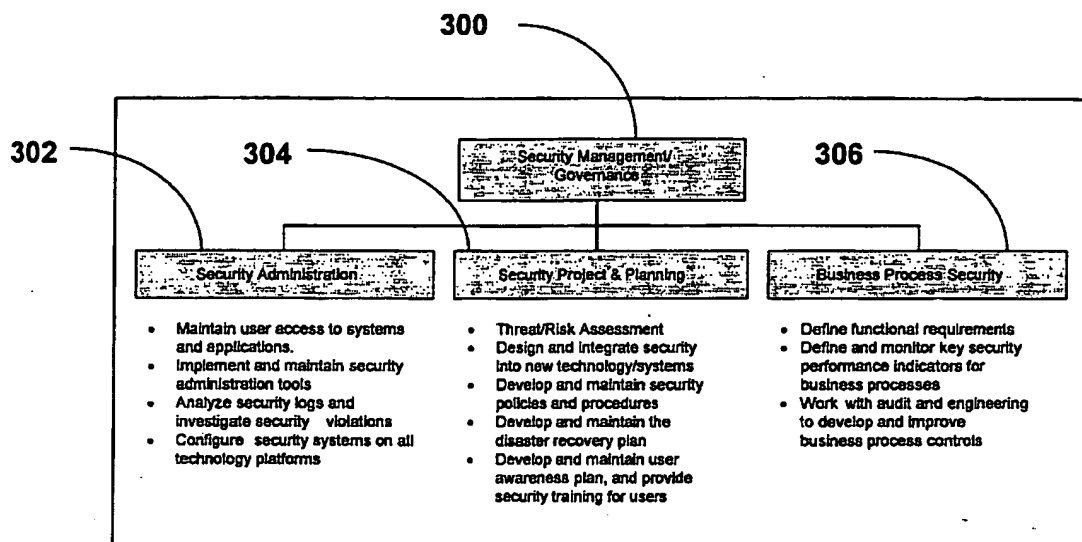 300
302
304
306
Security Management/
Governance
Security Administration
Security Project & Planning
Business Process Security
• Maintain user access to systems
and applications.
• Implement and maintain security
administration tools
• Analyze security logs and
investigate security violations
• Configure security systems on all
technology platforms
• Threat/Risk Assessment
• Design and integrate security
into new technology/systems
• Develop and maintain security
policies and procedures
• Develop and maintain the
disaster recovery plan
• Develop and maintain user
awareness plan, and provide
security training for users
• Define functional requirements
• Define and monitor key security
performance indicators for
business processes
• Work with audit and engineering
to develop and improve
business process controls